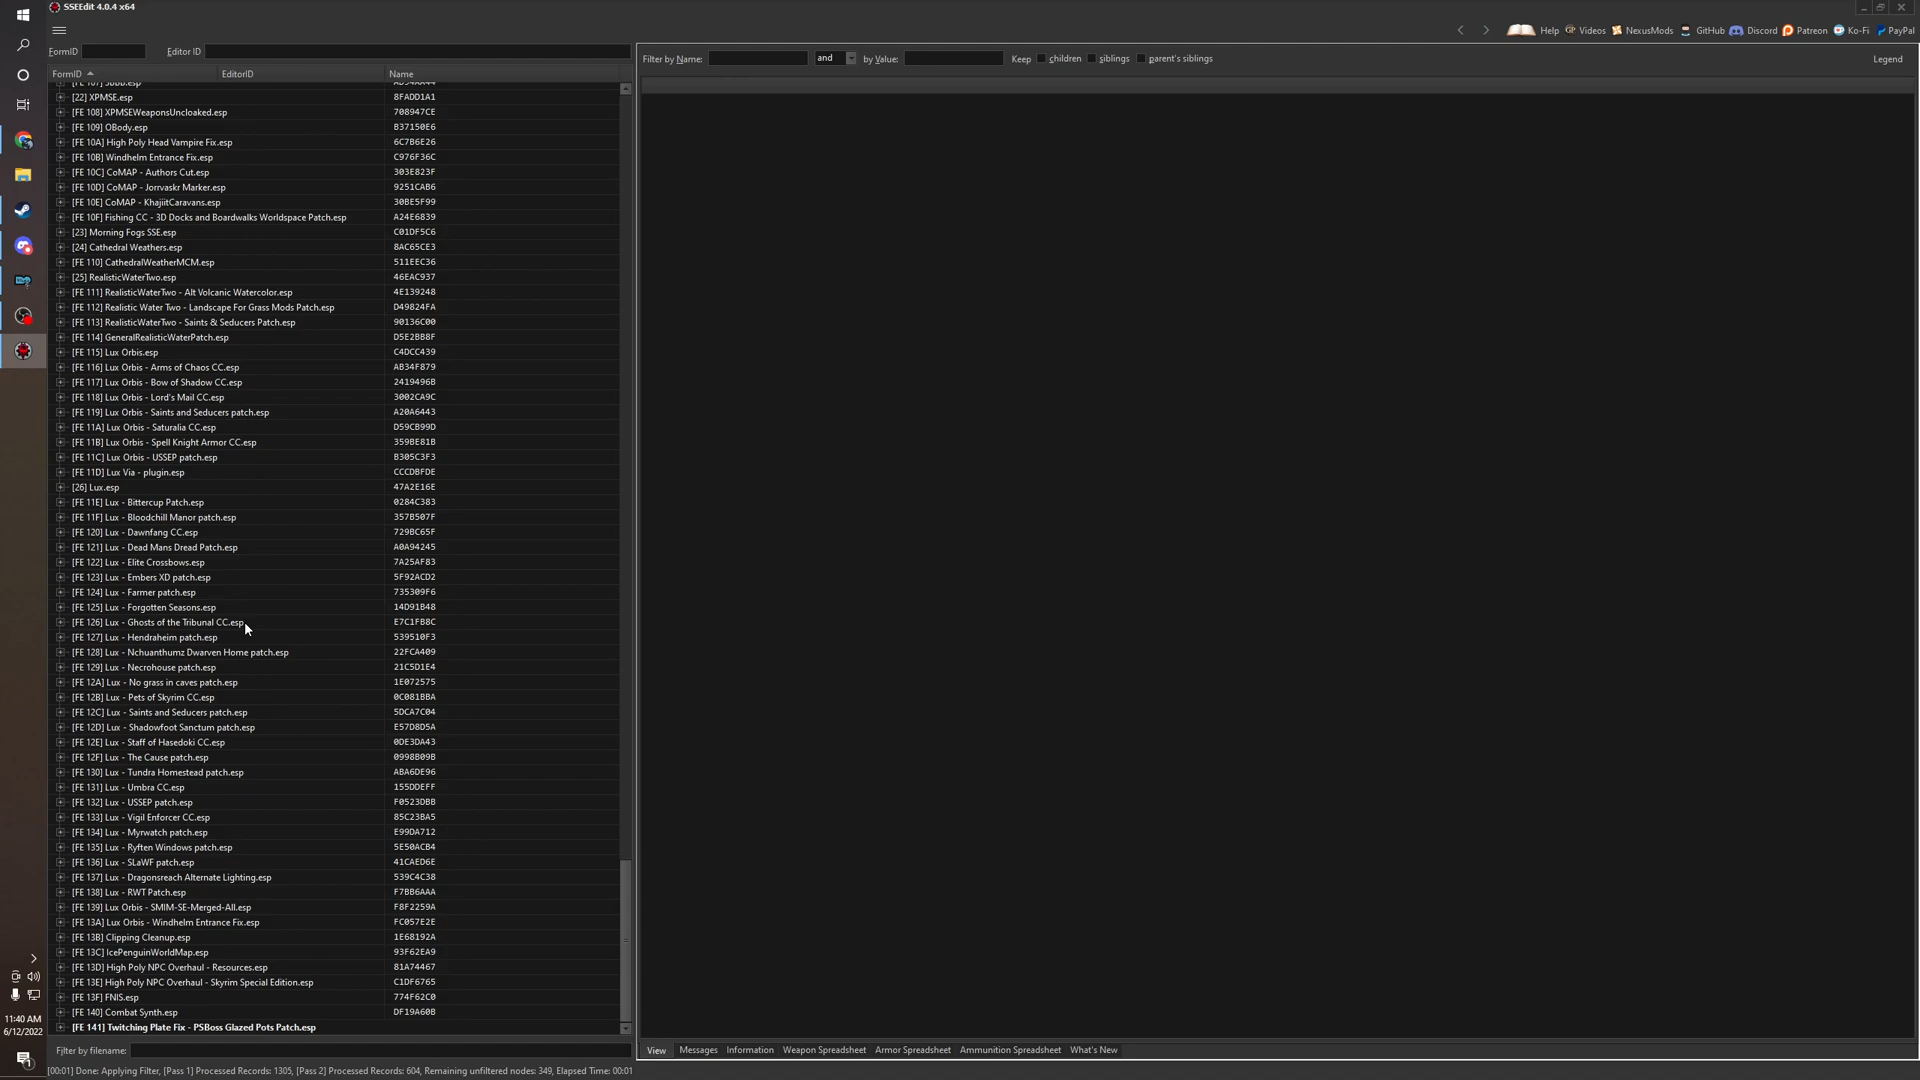 SSEEdit 4.0.4 x64
Help Videos NexusMods GitHub Discord Patreon Ko-Fi PayPal
FormID Editor ID
Filter by Name: and by Value: Keep children siblings parent's siblings Legend
FormID EditorID Name
[22] XPMSE.esp 8FADD1A1
[FE 108] XPMSEWeaponsUncloaked.esp 708947CE
[FE 109] OBody.esp B37150E6
[FE 10A] High Poly Head Vampire Fix.esp 6C7B6E26
[FE 10B] Windhelm Entrance Fix.esp C976F36C
[FE 10C] CoMAP - Authors Cut.esp 303E823F
[FE 10D] CoMAP - Jorrvaskr Marker.esp 9251CAB6
[FE 10E] CoMAP - KhajiitCaravans.esp 30BE5F99
[FE 10F] Fishing CC - 3D Docks and Boardwalks Worldspace Patch.esp A24E6839
[23] Morning Fogs SSE.esp C01DF5C6
[24] Cathedral Weathers.esp 8AC65CE3
[FE 110] CathedralWeatherMCM.esp 511EEC36
[25] RealisticWaterTwo.esp 46EAC937
[FE 111] RealisticWaterTwo - Alt Volcanic Watercolor.esp 4E139248
[FE 112] Realistic Water Two - Landscape For Grass Mods Patch.esp D49824FA
[FE 113] RealisticWaterTwo - Saints & Seducers Patch.esp 90136C00
[FE 114] GeneralRealisticWaterPatch.esp D5E2BB8F
[FE 115] Lux Orbis.esp C4DCC439
[FE 116] Lux Orbis - Arms of Chaos CC.esp AB34F879
[FE 117] Lux Orbis - Bow of Shadow CC.esp 2419496B
[FE 118] Lux Orbis - Lord's Mail CC.esp 3002CA9C
[FE 119] Lux Orbis - Saints and Seducers patch.esp A20A6443
[FE 11A] Lux Orbis - Saturalia CC.esp D59CB99D
[FE 11B] Lux Orbis - Spell Knight Armor CC.esp 359BE81B
[FE 11C] Lux Orbis - USSEP patch.esp B305C3F3
[FE 11D] Lux Via - plugin.esp CCCDBFDE
[26] Lux.esp 47A2E16E
[FE 11E] Lux - Bittercup Patch.esp 0284C383
[FE 11F] Lux - Bloodchill Manor patch.esp 357B507F
[FE 120] Lux - Dawnfang CC.esp 729BC65F
[FE 121] Lux - Dead Mans Dread Patch.esp A0A94245
[FE 122] Lux - Elite Crossbows.esp 7A25AF83
[FE 123] Lux - Embers XD patch.esp 5F92ACD2
[FE 124] Lux - Farmer patch.esp 735309F6
[FE 125] Lux - Forgotten Seasons.esp 14D91B48
[FE 126] Lux - Ghosts of the Tribunal CC.esp E7C1FB8C
[FE 127] Lux - Hendraheim patch.esp 539510F3
[FE 128] Lux - Nchuanthumz Dwarven Home patch.esp 22FCA409
[FE 129] Lux - Necrohouse patch.esp 21C5D1E4
[FE 12A] Lux - No grass in caves patch.esp 1E072575
[FE 12B] Lux - Pets of Skyrim CC.esp 0C081BBA
[FE 12C] Lux - Saints and Seducers patch.esp 5DCA7C04
[FE 12D] Lux - Shadowfoot Sanctum patch.esp E57D8D5A
[FE 12E] Lux - Staff of Hasedoki CC.esp 0DE3DA43
[FE 12F] Lux - The Cause patch.esp 0998B09B
[FE 130] Lux - Tundra Homestead patch.esp ABA6DE96
[FE 131] Lux - Umbra CC.esp 155DDEFF
[FE 132] Lux - USSEP patch.esp F0523DBB
[FE 133] Lux - Vigil Enforcer CC.esp 85C23BA5
[FE 134] Lux - Myrwatch patch.esp E99DA712
[FE 135] Lux - Ryften Windows patch.esp 5E50ACB4
[FE 136] Lux - SLaWF patch.esp 41CAED6E
[FE 137] Lux - Dragonsreach Alternate Lighting.esp 539C4C38
[FE 138] Lux - RWT Patch.esp F7BB6AAA
[FE 139] Lux Orbis - SMIM-SE-Merged-All.esp F8F2259A
[FE 13A] Lux Orbis - Windhelm Entrance Fix.esp FC057E2E
[FE 13B] Clipping Cleanup.esp 1E68192A
[FE 13C] IcePenguinWorldMap.esp 93F62EA9
[FE 13D] High Poly NPC Overhaul - Resources.esp 81A74467
[FE 13E] High Poly NPC Overhaul - Skyrim Special Edition.esp C1DF6765
[FE 13F] FNIS.esp 774F62C0
[FE 140] Combat Synth.esp DF19A60B
[FE 141] Twitching Plate Fix - PSBoss Glazed Pots Patch.esp
Filter by filename:
View Messages Information Weapon Spreadsheet Armor Spreadsheet Ammunition Spreadsheet What's New
[00:01] Done: Applying Filter, [Pass 1] Processed Records: 1305, [Pass 2] Processed Records: 604, Remaining unfiltered nodes: 349, Elapsed Time: 00:01
11:40 AM
6/12/2022
1